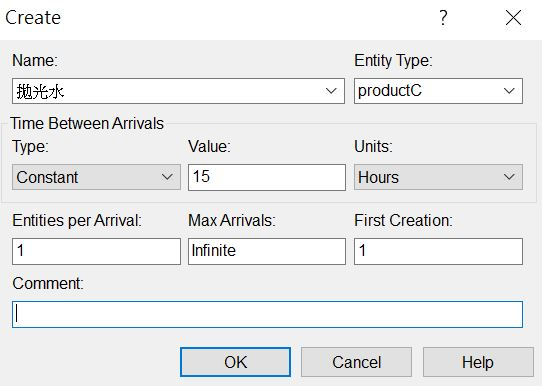 Create ?
Name: Entity Type:
拋光水 productC
Time Between Arrivals
Type: Value: Units:
Constant 15 Hours
Entities per Arrival: Max Arrivals: First Creation:
1 Infinite 1
Comment:
OK Cancel Help